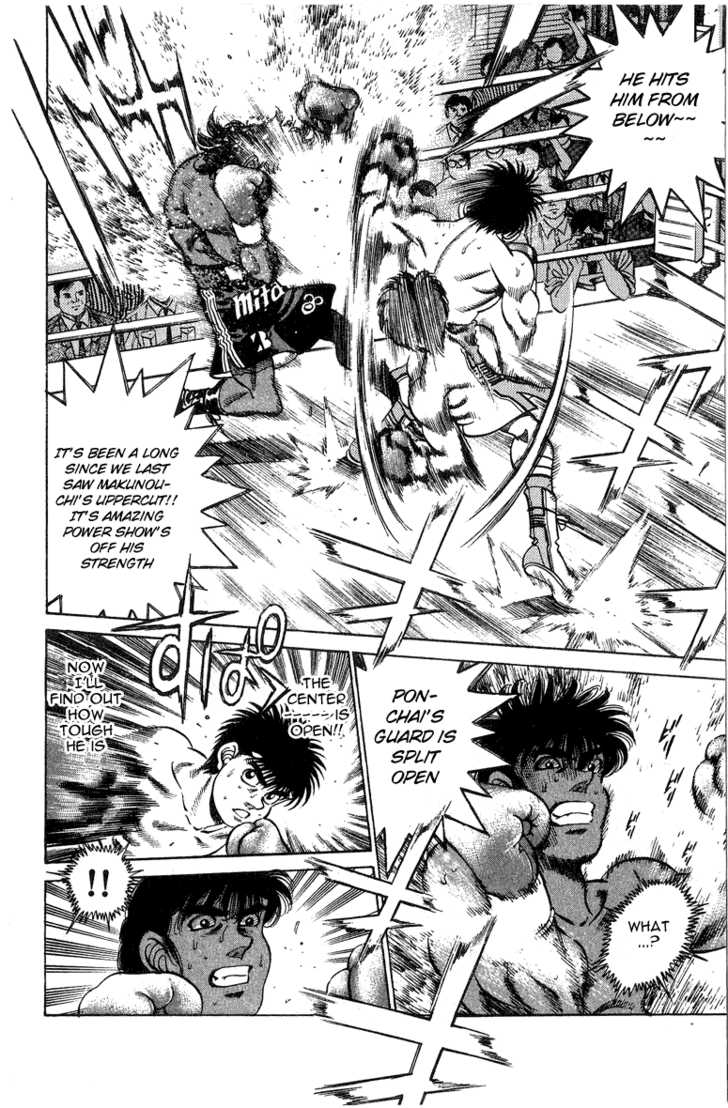 HE HITS
HIM FROM
BELOW~~
~~
mita
IT'S BEEN A LONG
SINCE WE LAST
SAW MAKUNOU-
CHI'S UPPERCUT!!
IT'S AMAZING
POWER SHOW'S
OFF HIS
STRENGTH
PON-
CHAI'S
GUARD IS
SPLIT
OPEN
THE
CENTER
----- IS
OPEN!!
NOW
I'LL
FIND OUT
HOW
TOUGH
HE IS
WHAT
...?
!!